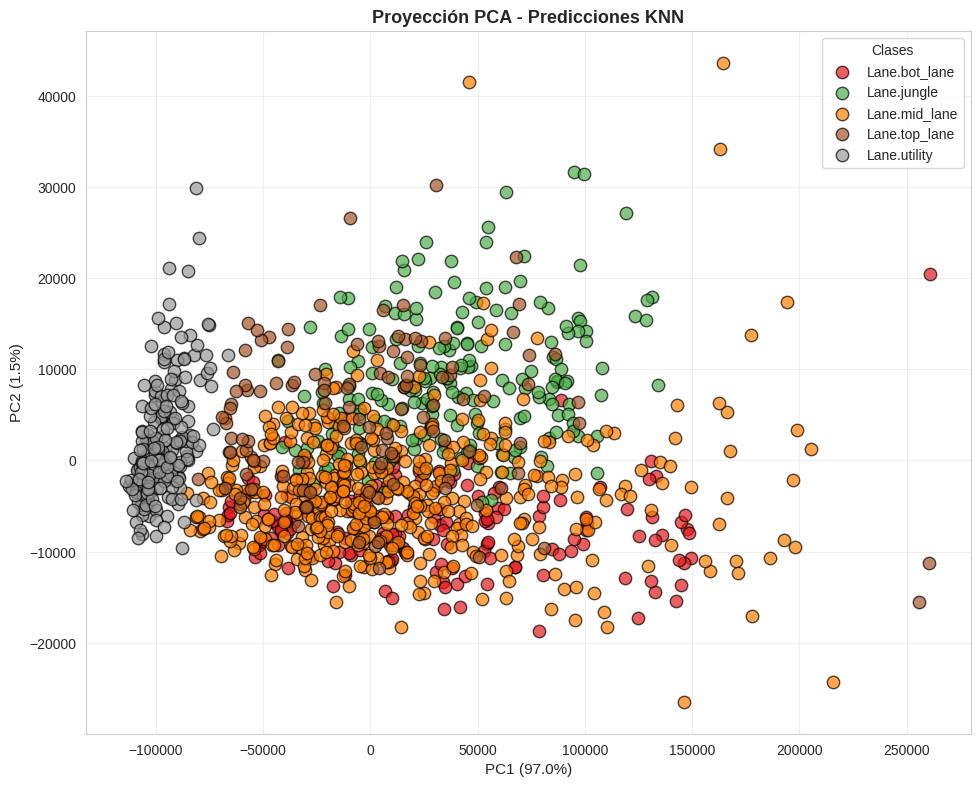 Proyección PCA - Predicciones KNN
Clases
Lane.bot_lane
Lane.jungle
Lane.mid_lane
Lane.top_lane
Lane.utility
PC2 (1.5%)
40000
30000
20000
10000
0
−10000
−20000
−100000 −50000 0 50000 100000 150000 200000 250000
PC1 (97.0%)